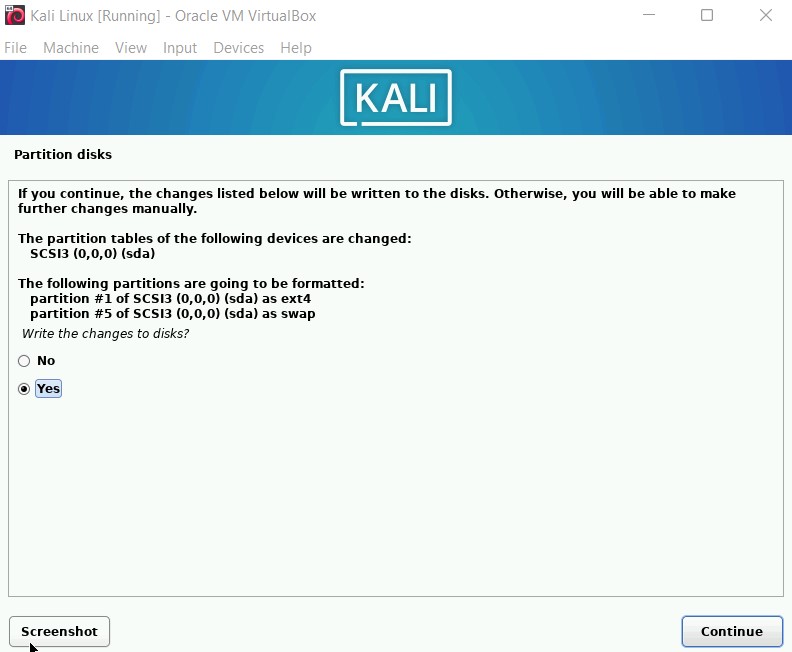 Kali Linux [Running] - Oracle VM VirtualBox
File Machine View Input Devices Help
KALI
Partition disks
If you continue, the changes listed below will be written to the disks. Otherwise, you will be able to make
further changes manually.
The partition tables of the following devices are changed:
SCSI3 (0,0,0) (sda)
The following partitions are going to be formatted:
partition #1 of SCSI3 (0,0,0) (sda) as ext4
partition #5 of SCSI3 (0,0,0) (sda) as swap
Write the changes to disks?
No
Yes
Screenshot Continue